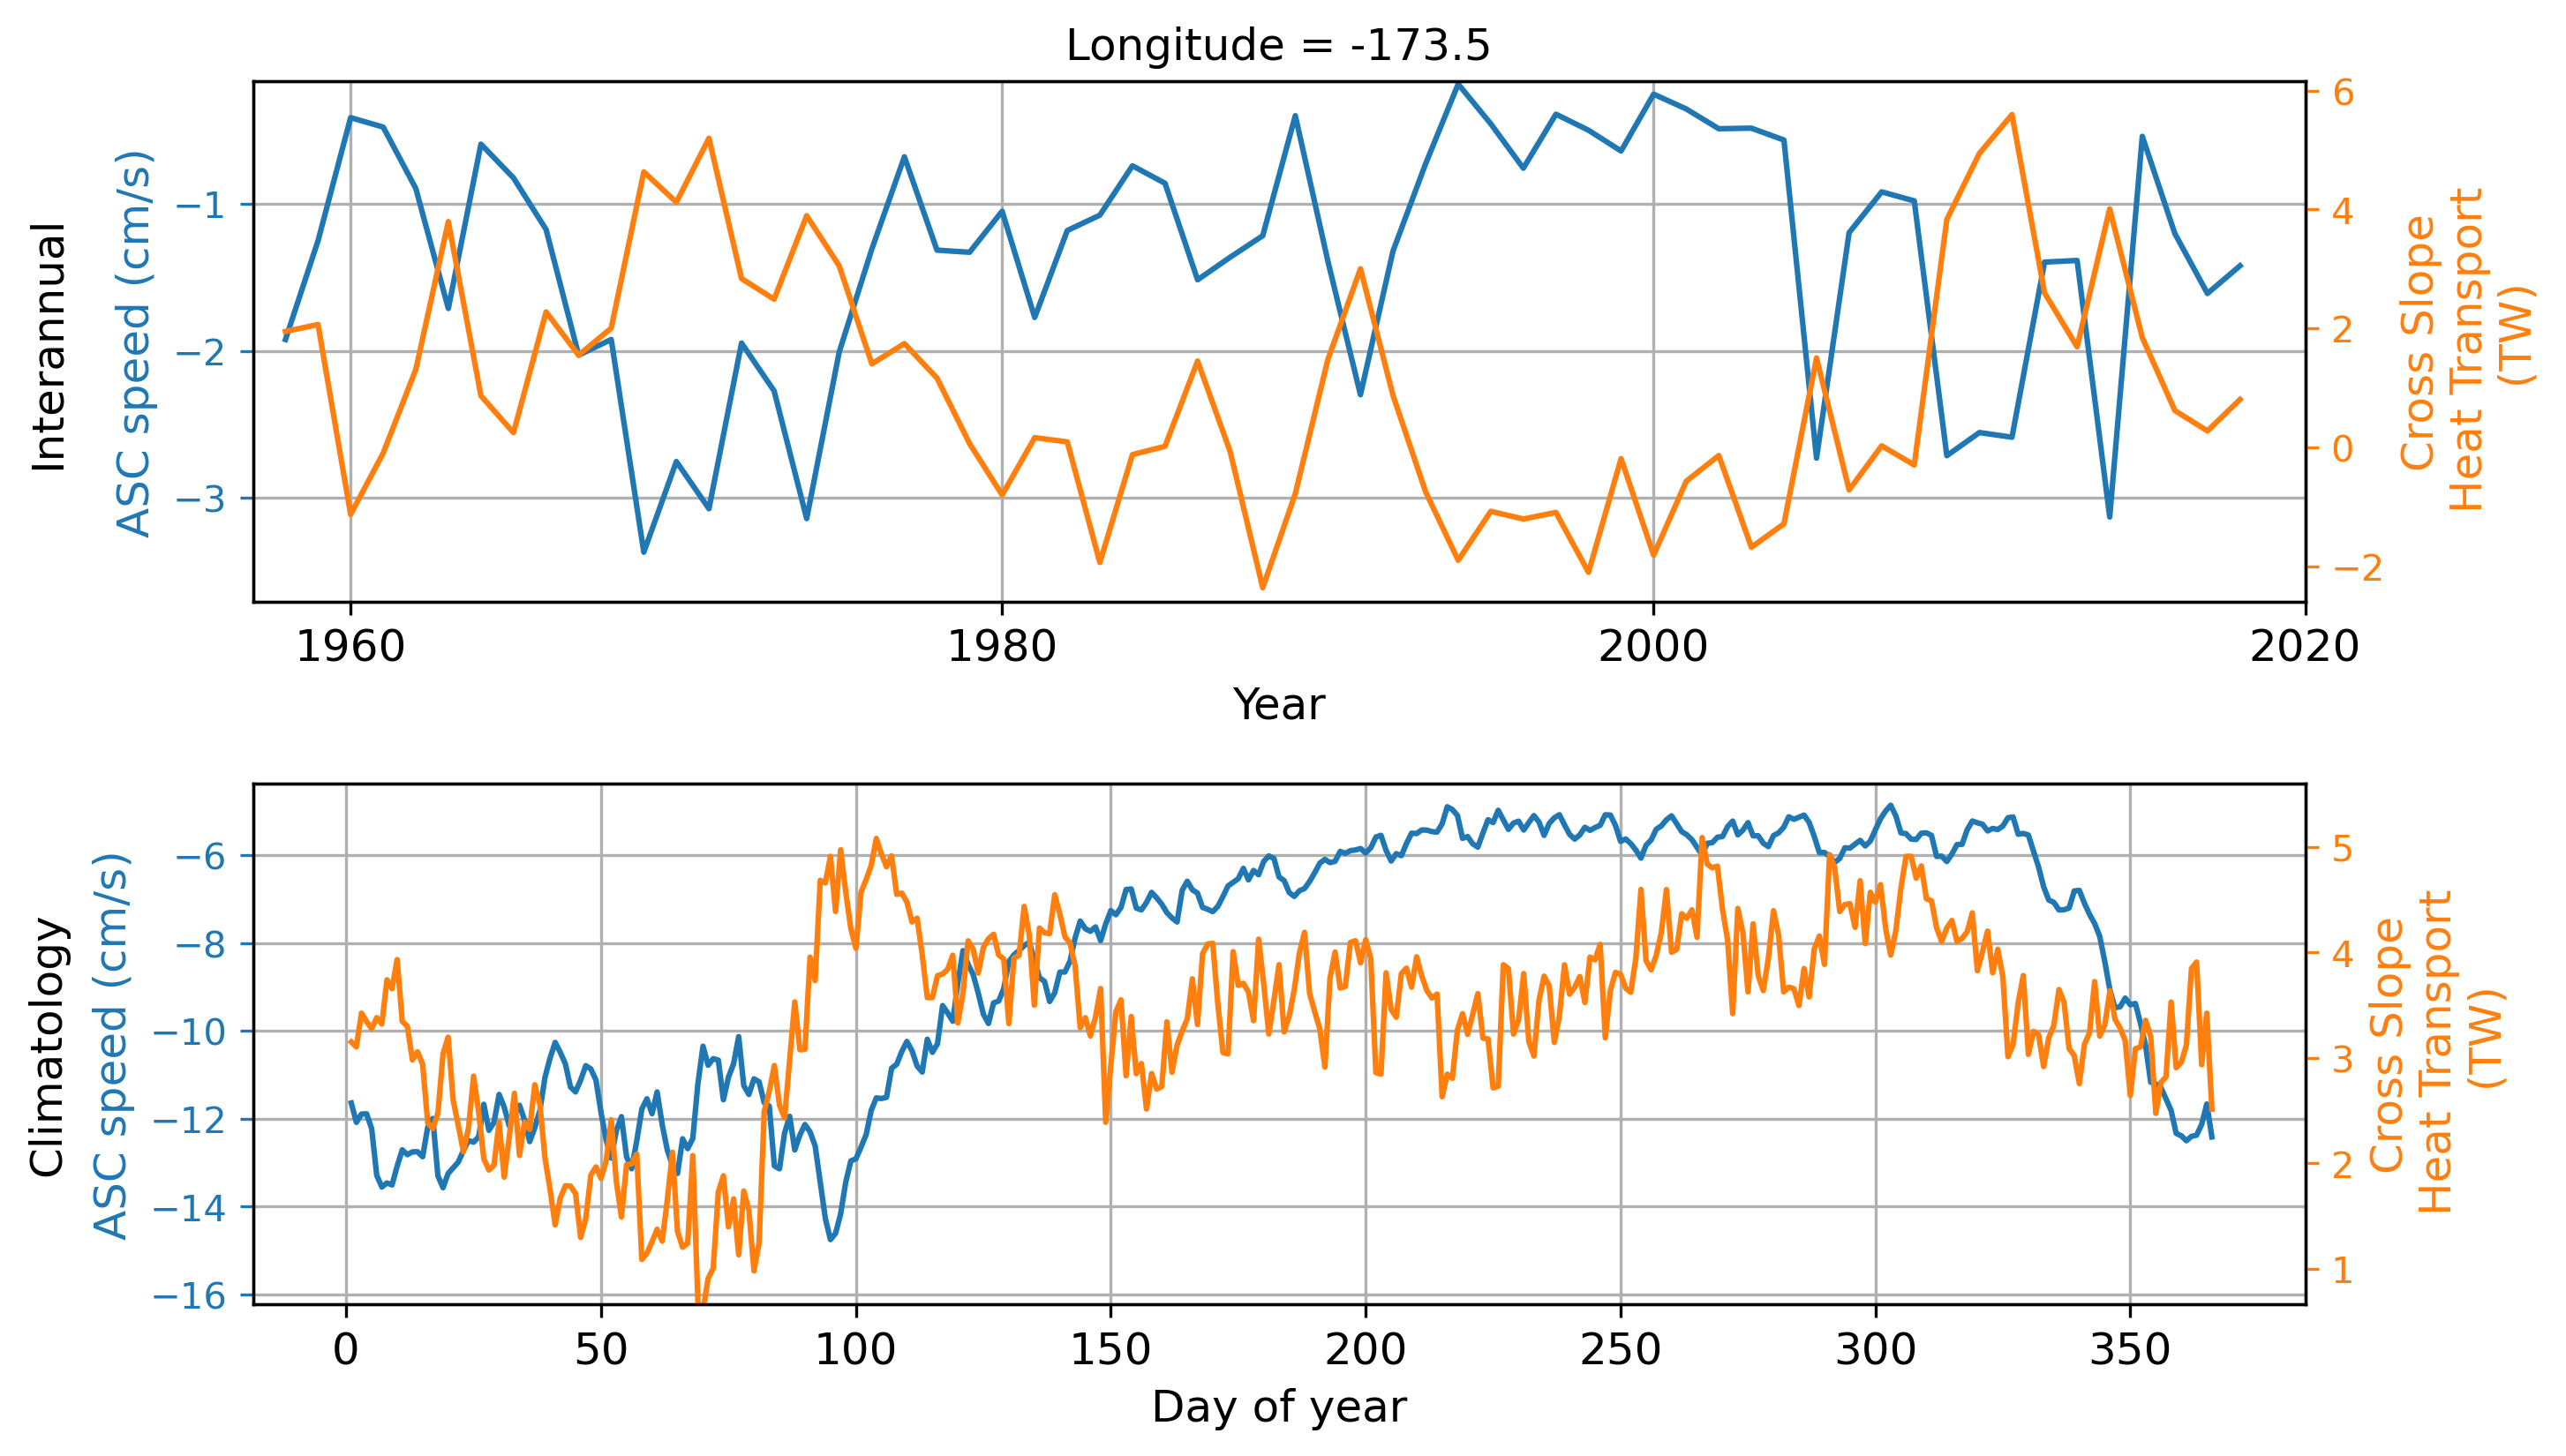 Longitude = -173.5
Interannual
ASC speed (cm/s)
−1
−2
−3
6
4
2
0
−2
Cross Slope
Heat Transport
(TW)
1960
1980
2000
2020
Year
Climatology
ASC speed (cm/s)
−6
−8
−10
−12
−14
−16
5
4
3
2
1
Cross Slope
Heat Transport
(TW)
0
50
100
150
200
250
300
350
Day of year